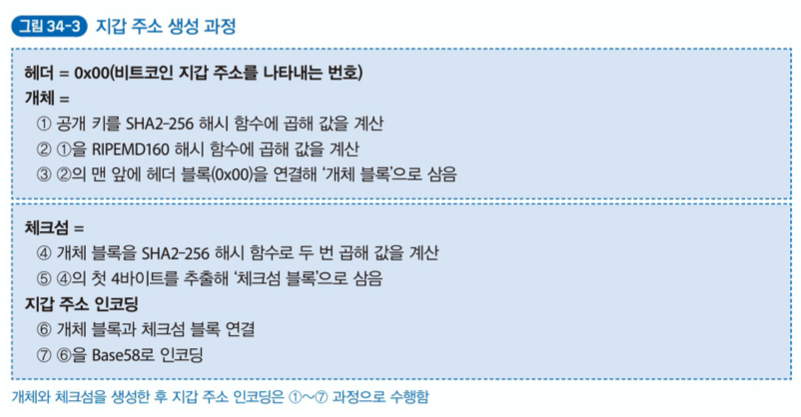 그림 34-3 지갑 주소 생성 과정
헤더 = 0x00(비트코인 지갑 주소를 나타내는 번호)
개체 =
① 공개 키를 SHA2-256 해시 함수에 곱해 값을 계산
② ①을 RIPEMD160 해시 함수에 곱해 값을 계산
③ ②의 맨 앞에 헤더 블록(0x00)을 연결해 ‘개체 블록’으로 삼음
체크섬 =
④ 개체 블록을 SHA2-256 해시 함수로 두 번 곱해 값을 계산
⑤ ④의 첫 4바이트를 추출해 ‘체크섬 블록’으로 삼음
지갑 주소 인코딩
⑥ 개체 블록과 체크섬 블록 연결
⑦ ⑥을 Base58로 인코딩
개체와 체크섬을 생성한 후 지갑 주소 인코딩은 ①～⑦ 과정으로 수행함